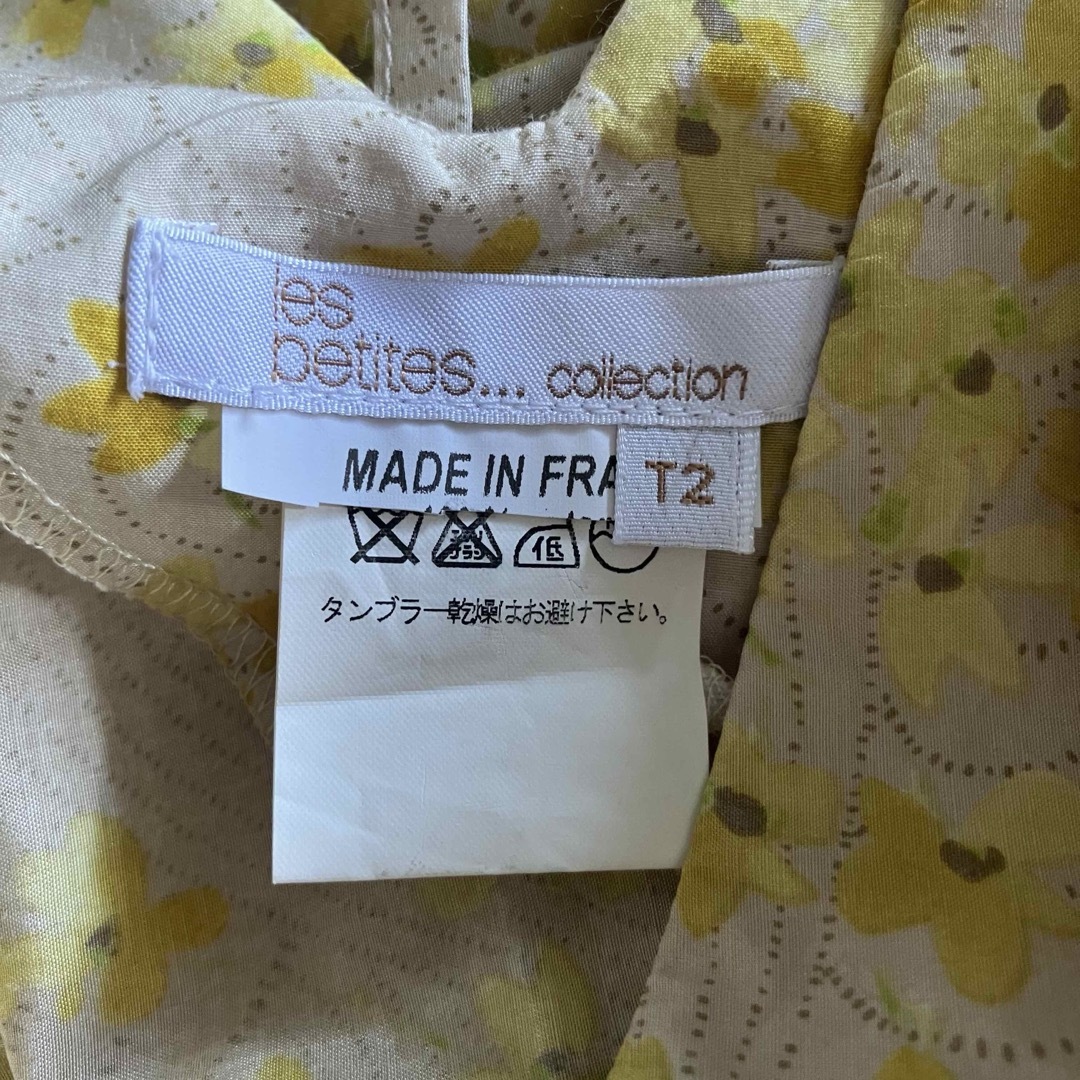 les
petites... collection
MADE IN FRA
T2
低
タンブラー乾燥はお避け下さい。